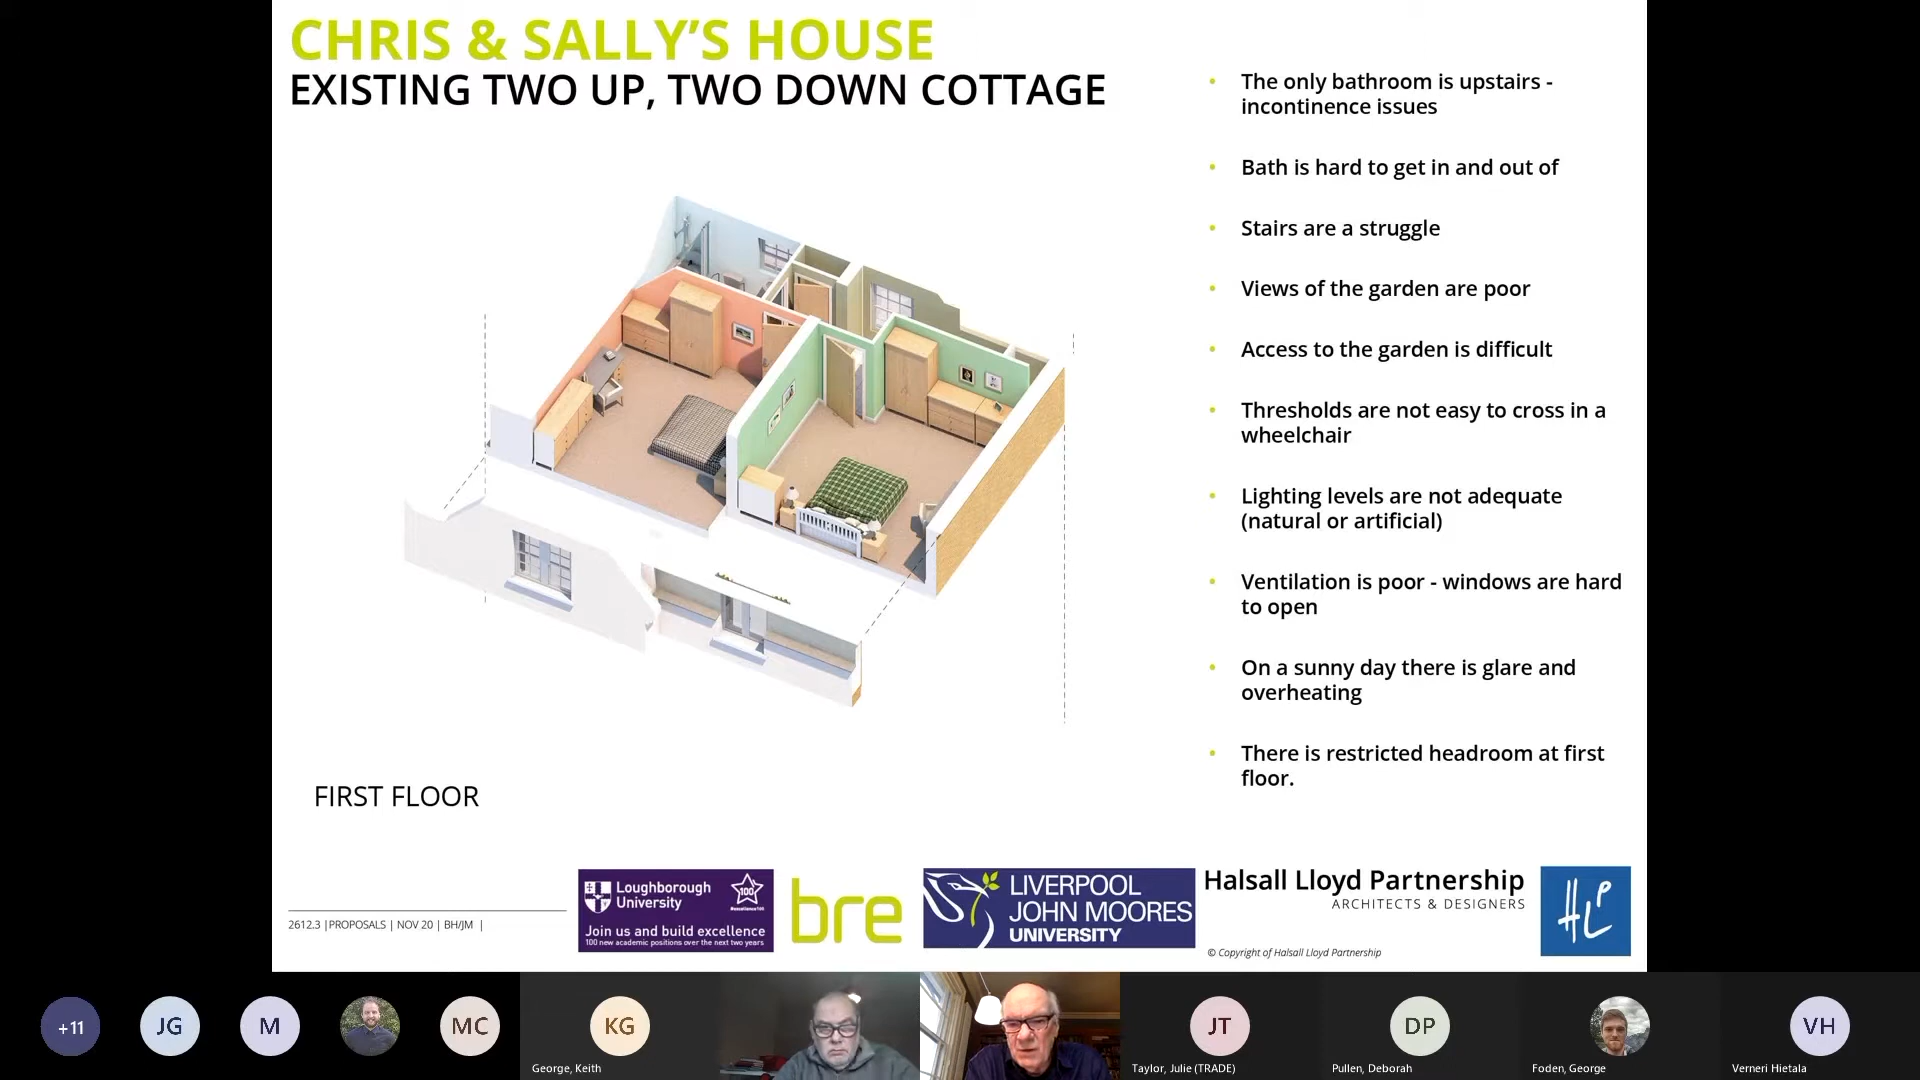 CHRIS & SALLY’S HOUSE
EXISTING TWO UP, TWO DOWN COTTAGE
• The only bathroom is upstairs -
incontinence issues
• Bath is hard to get in and out of
• Stairs are a struggle
• Views of the garden are poor
• Access to the garden is difficult
• Thresholds are not easy to cross in a
wheelchair
• Lighting levels are not adequate
(natural or artificial)
• Ventilation is poor - windows are hard
to open
• On a sunny day there is glare and
overheating
• There is restricted headroom at first
floor.
FIRST FLOOR
2612.3 |PROPOSALS | NOV 20 | BH/JM |
Loughborough
University
100
Join us and build excellence
100 new academic positions over the next two years
bre
LIVERPOOL
JOHN MOORES
UNIVERSITY
Halsall Lloyd Partnership
ARCHITECTS & DESIGNERS
© Copyright of Halsall Lloyd Partnership
HLP
+11
JG
M
MC
KG
George, Keith
JT
Taylor, Julie (TRADE)
DP
Pullen, Deborah
Foden, George
VH
Verneri Hietala